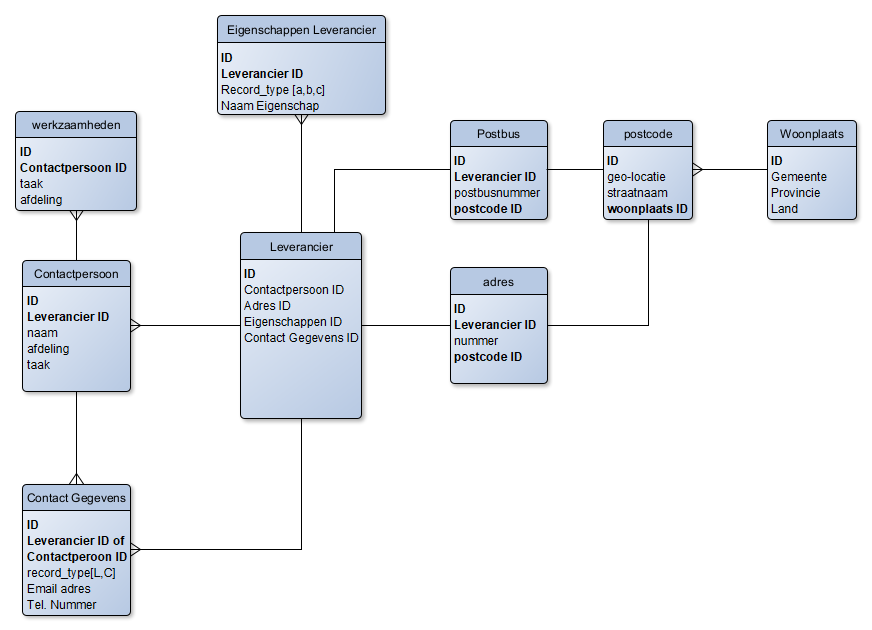 Eigenschappen Leverancier
ID
Leverancier ID
Record_type [a,b,c]
Naam Eigenschap
werkzaamheden
ID
Contactpersoon ID
taak
afdeling
Postbus
ID
Leverancier ID
postbusnummer
postcode ID
postcode
ID
geo-locatie
straatnaam
woonplaats ID
Woonplaats
ID
Gemeente
Provincie
Land
Contactpersoon
ID
Leverancier ID
naam
afdeling
taak
Leverancier
ID
Contactpersoon ID
Adres ID
Eigenschappen ID
Contact Gegevens ID
adres
ID
Leverancier ID
nummer
postcode ID
Contact Gegevens
ID
Leverancier ID of
Contactperoon ID
record_type[L,C]
Email adres
Tel. Nummer